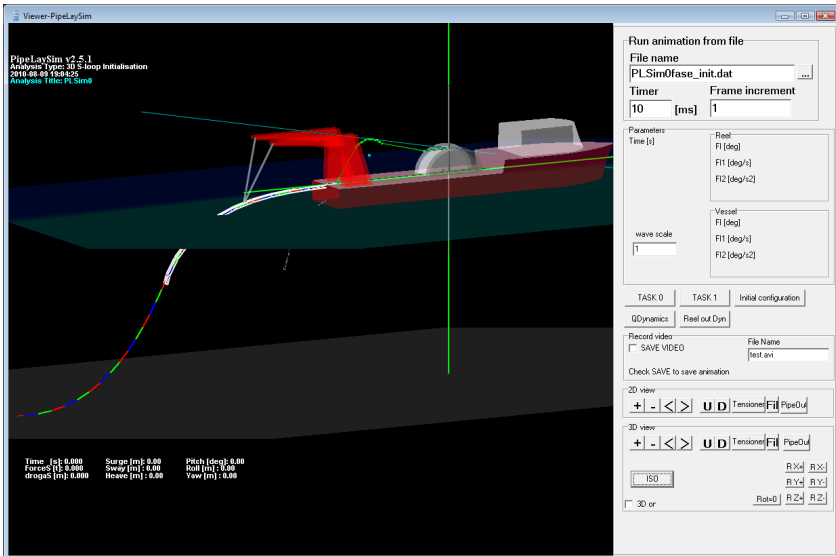 Viewer-PipeLaySim
PipeLaySim v2.5.1
Analysis Type: 3D S-loop Initialisation
2010-08-09 19:04:25
Analysis Title: PLSim0
Run animation from file
File name
PLSim0fase_init.dat ...
Timer Frame increment
10 [ms] 1
Parameters
Time [s]
Reel
FI [deg]
FI1 [deg/s]
FI2 [deg/s2]
wave scale
1
Vessel
FI [deg]
FI1 [deg/s]
FI2 [deg/s2]
TASK 0 TASK 1 Initial configuration
QDynamics Reel out Dyn
Record video
SAVE VIDEO
File Name
test.avi
Check SAVE to save animation
2D view
+ - < > U D Tensioner Fil PipeOut
3D view
+ - < > U D Tensioner Fil PipeOut
ISO
R X+ R X-
R Y+ R Y-
Rot=0 R Z+ R Z-
3D or
Time [s]: 0.000 Surge [m]: 0.00 Pitch [deg]: 0.00
ForceS [t]: 0.000 Sway [m] : 0.00 Roll [m] : 0.00
drogaS [m]: 0.000 Heave [m] : 0.00 Yaw [m] : 0.00